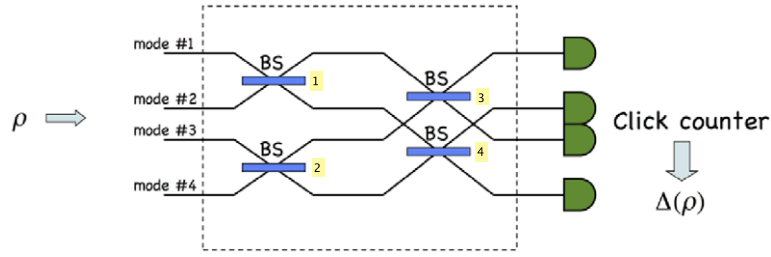 mode #1
BS
1
BS
3
mode #2
ρ
mode #3
Click counter
BS
4
BS
2
mode #4
Δ(ρ)